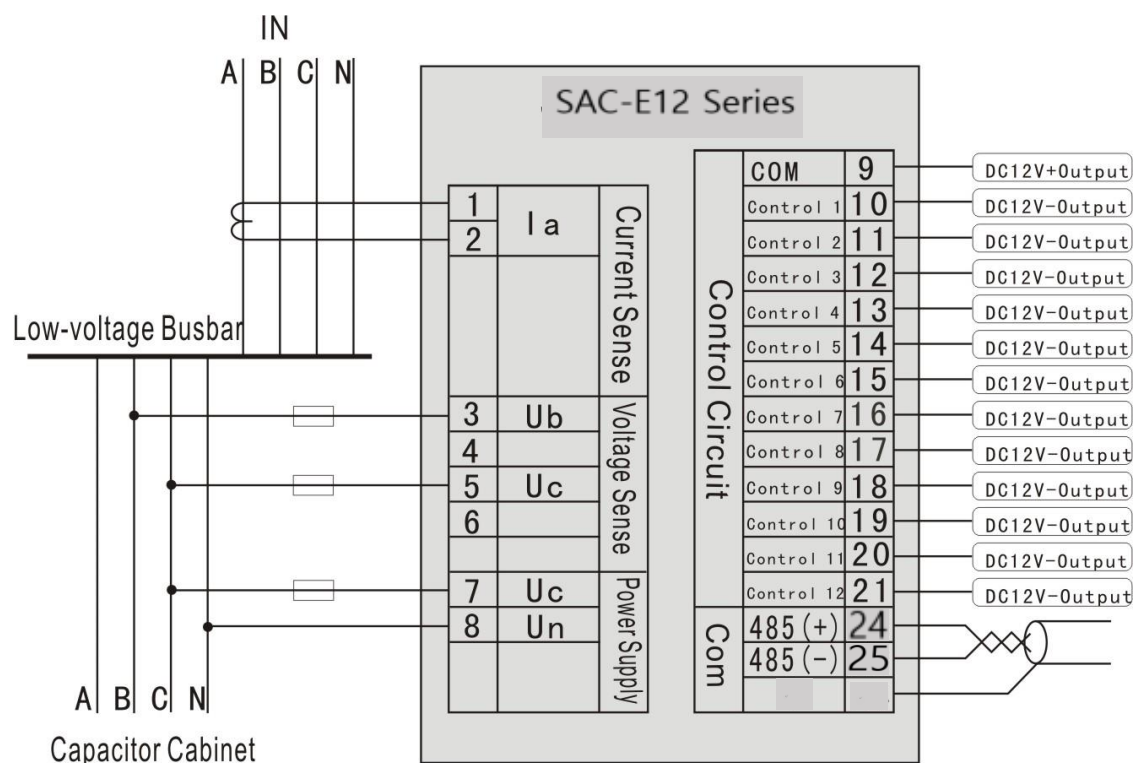 IN
A B C N
SAC-E12 Series
1
2
Ia
Current Sense
Low-voltage Busbar
3 Ub
4
5 Uc
6
Voltage Sense
7 Uc
8 Un
Power Supply
A B C N
Capacitor Cabinet
Control Circuit
COM 9 DC12V+Output
Control 1 10 DC12V-Output
Control 2 11 DC12V-Output
Control 3 12 DC12V-Output
Control 4 13 DC12V-Output
Control 5 14 DC12V-Output
Control 6 15 DC12V-Output
Control 7 16 DC12V-Output
Control 8 17 DC12V-Output
Control 9 18 DC12V-Output
Control 10 19 DC12V-Output
Control 11 20 DC12V-Output
Control 12 21 DC12V-Output
Com
485(+) 24
485(-) 25